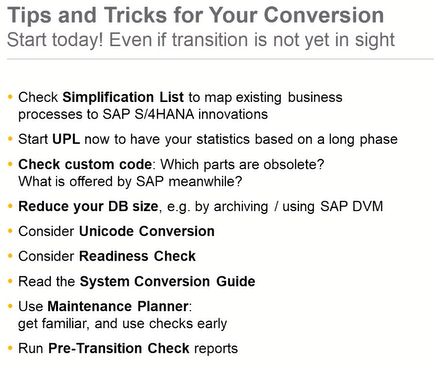 Tips and Tricks for Your Conversion
Start today! Even if transition is not yet in sight
• Check Simplification List to map existing business
processes to SAP S/4HANA innovations
• Start UPL now to have your statistics based on a long phase
• Check custom code: Which parts are obsolete?
What is offered by SAP meanwhile?
• Reduce your DB size, e.g. by archiving / using SAP DVM
• Consider Unicode Conversion
• Consider Readiness Check
• Read the System Conversion Guide
• Use Maintenance Planner:
get familiar, and use checks early
• Run Pre-Transition Check reports